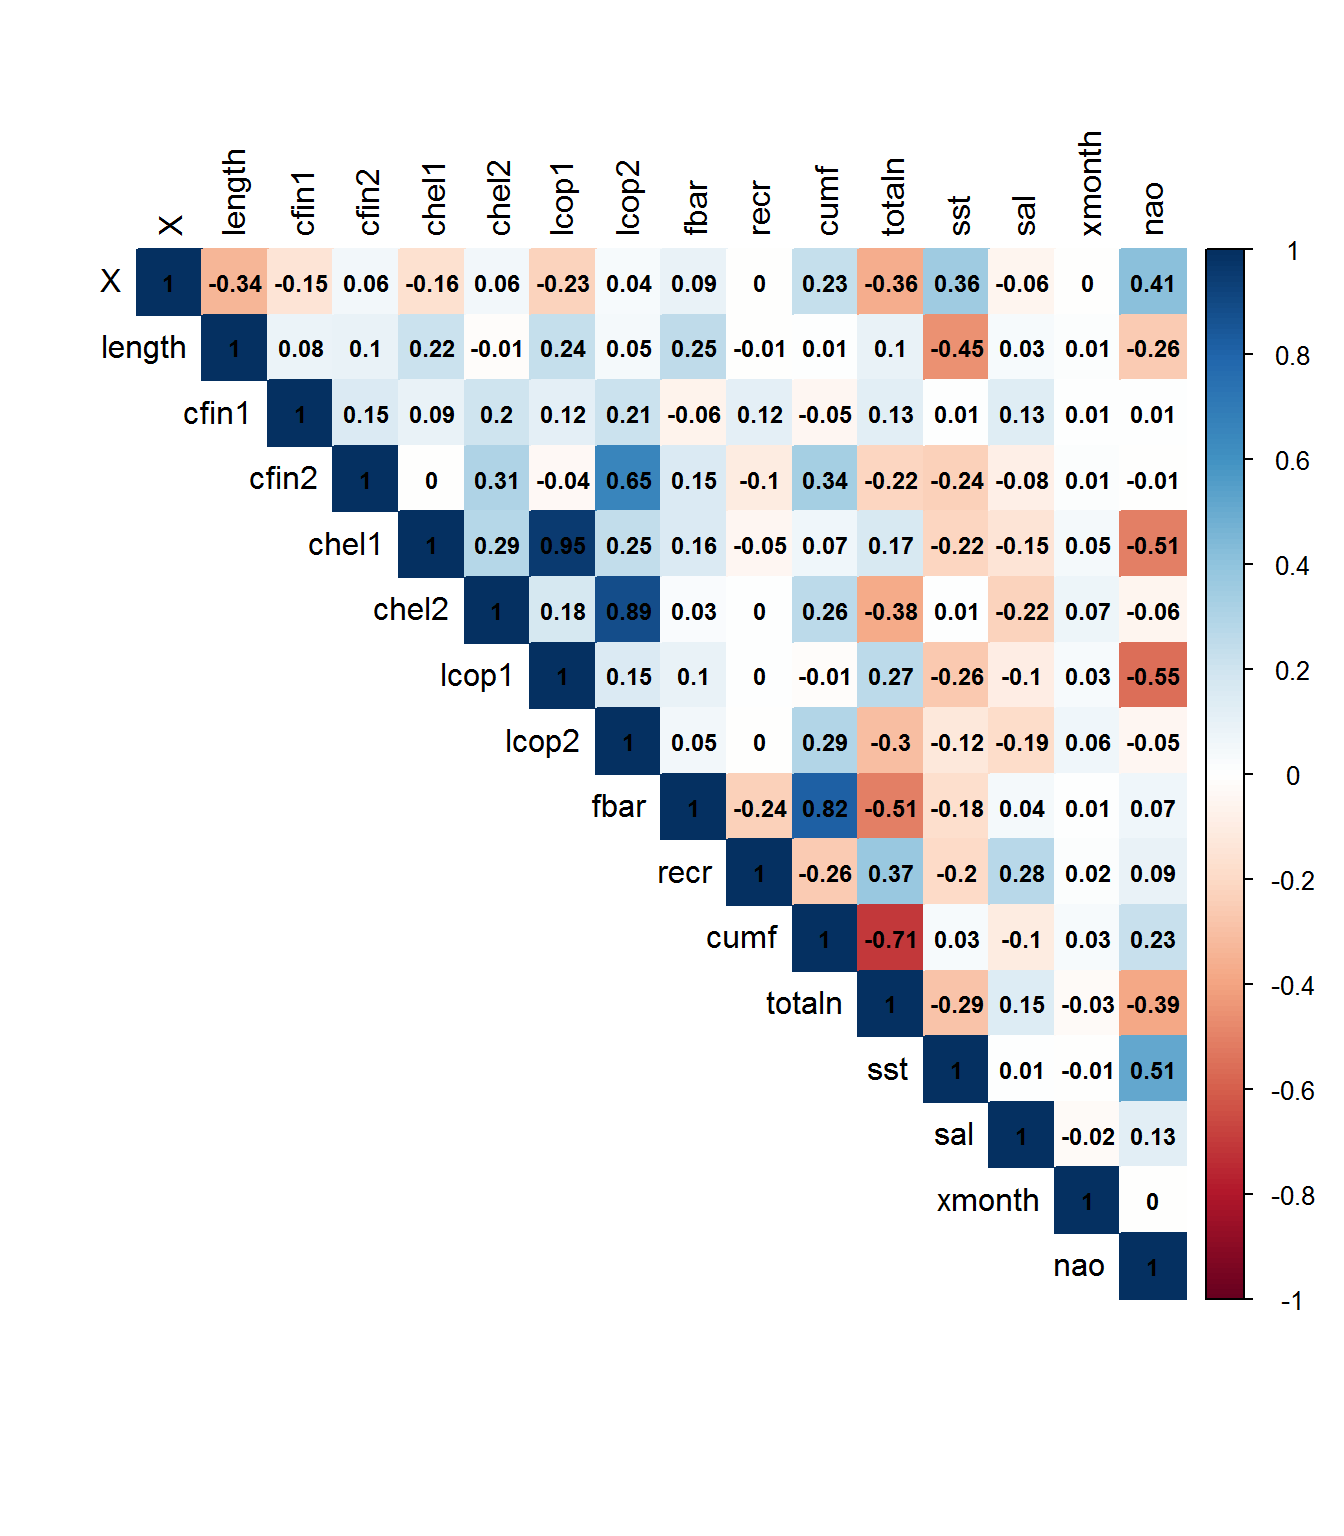 X length cfin1 cfin2 chel1 chel2 lcop1 lcop2 fbar recr cumf totaln sst sal xmonth nao
X 1 -0.34 -0.15 0.06 -0.16 0.06 -0.23 0.04 0.09 0 0.23 -0.36 0.36 -0.06 0 0.41
length 1 0.08 0.1 0.22 -0.01 0.24 0.05 0.25 -0.01 0.01 0.1 -0.45 0.03 0.01 -0.26
cfin1 1 0.15 0.09 0.2 0.12 0.21 -0.06 0.12 -0.05 0.13 0.01 0.13 0.01 0.01
cfin2 1 0 0.31 -0.04 0.65 0.15 -0.1 0.34 -0.22 -0.24 -0.08 0.01 -0.01
chel1 1 0.29 0.95 0.25 0.16 -0.05 0.07 0.17 -0.22 -0.15 0.05 -0.51
chel2 1 0.18 0.89 0.03 0 0.26 -0.38 0.01 -0.22 0.07 -0.06
lcop1 1 0.15 0.1 0 -0.01 0.27 -0.26 -0.1 0.03 -0.55
lcop2 1 0.05 0 0.29 -0.3 -0.12 -0.19 0.06 -0.05
fbar 1 -0.24 0.82 -0.51 -0.18 0.04 0.01 0.07
recr 1 -0.26 0.37 -0.2 0.28 0.02 0.09
cumf 1 -0.71 0.03 -0.1 0.03 0.23
totaln 1 -0.29 0.15 -0.03 -0.39
sst 1 0.01 -0.01 0.51
sal 1 -0.02 0.13
xmonth 1 0
nao 1
1
0.8
0.6
0.4
0.2
0
-0.2
-0.4
-0.6
-0.8
-1